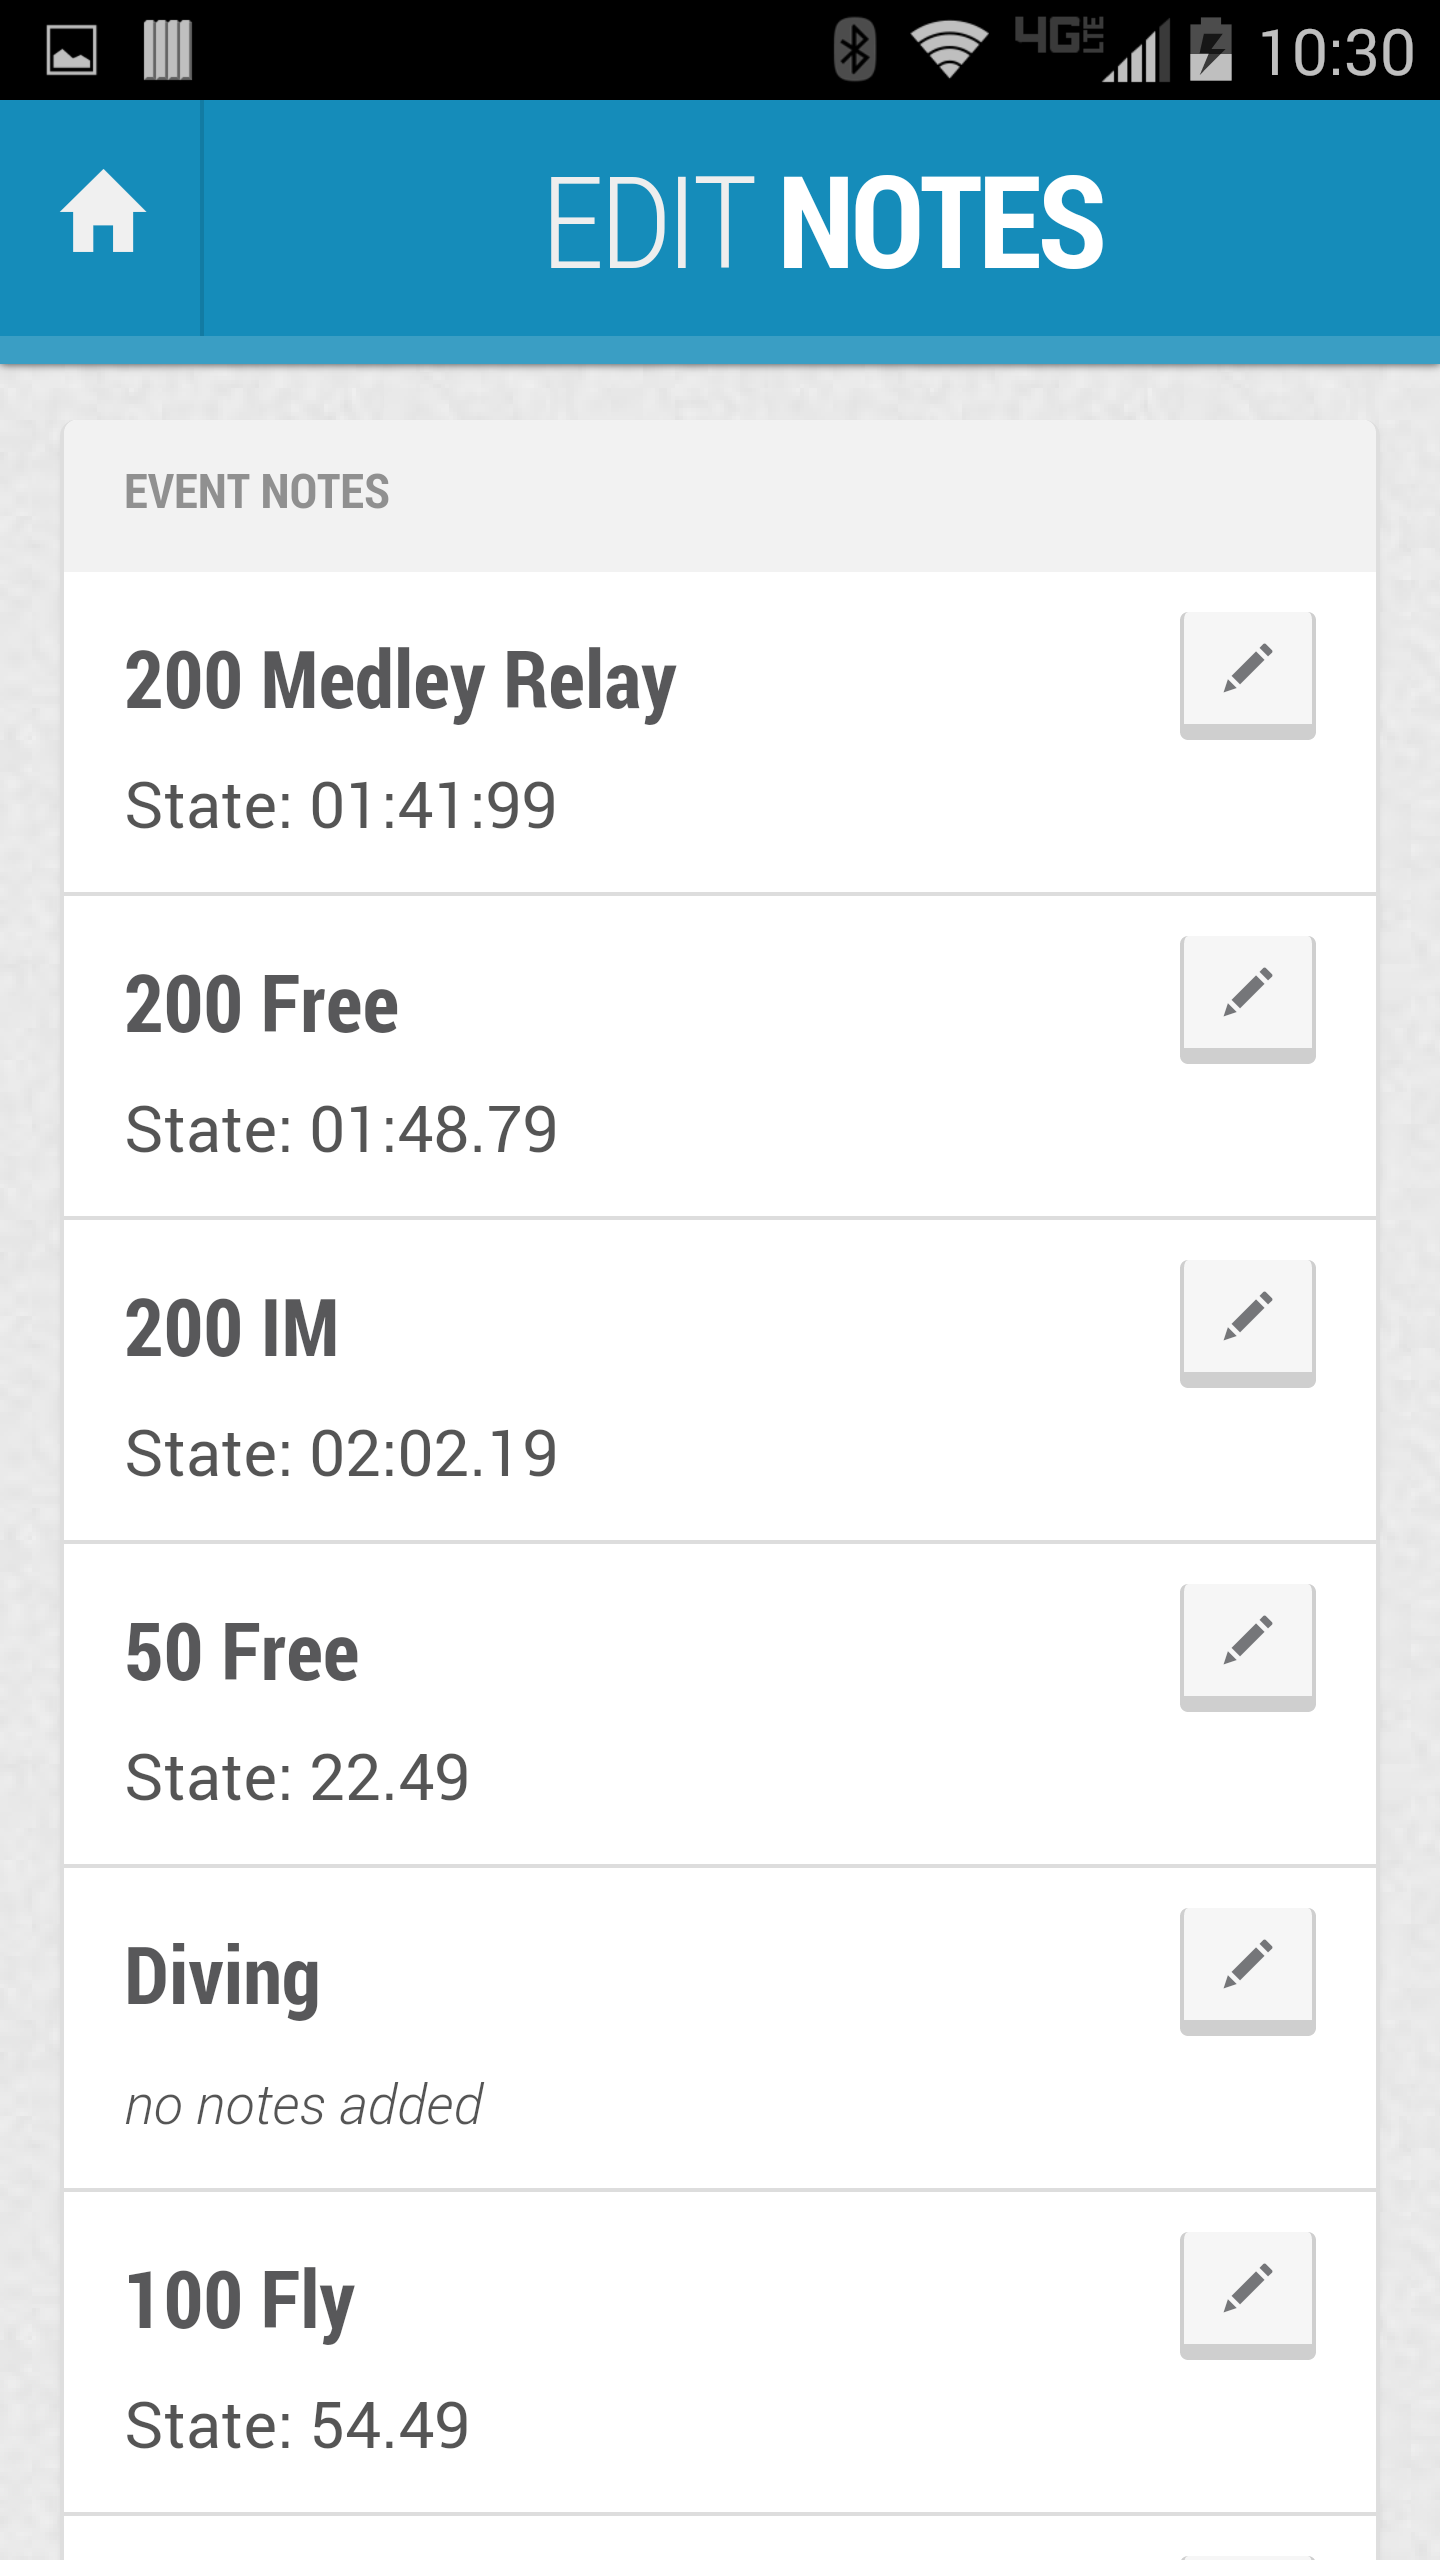 4G LTE 10:30
EDIT NOTES
EVENT NOTES
200 Medley Relay
State: 01:41:99
200 Free
State: 01:48.79
200 IM
State: 02:02.19
50 Free
State: 22.49
Diving
no notes added
100 Fly
State: 54.49